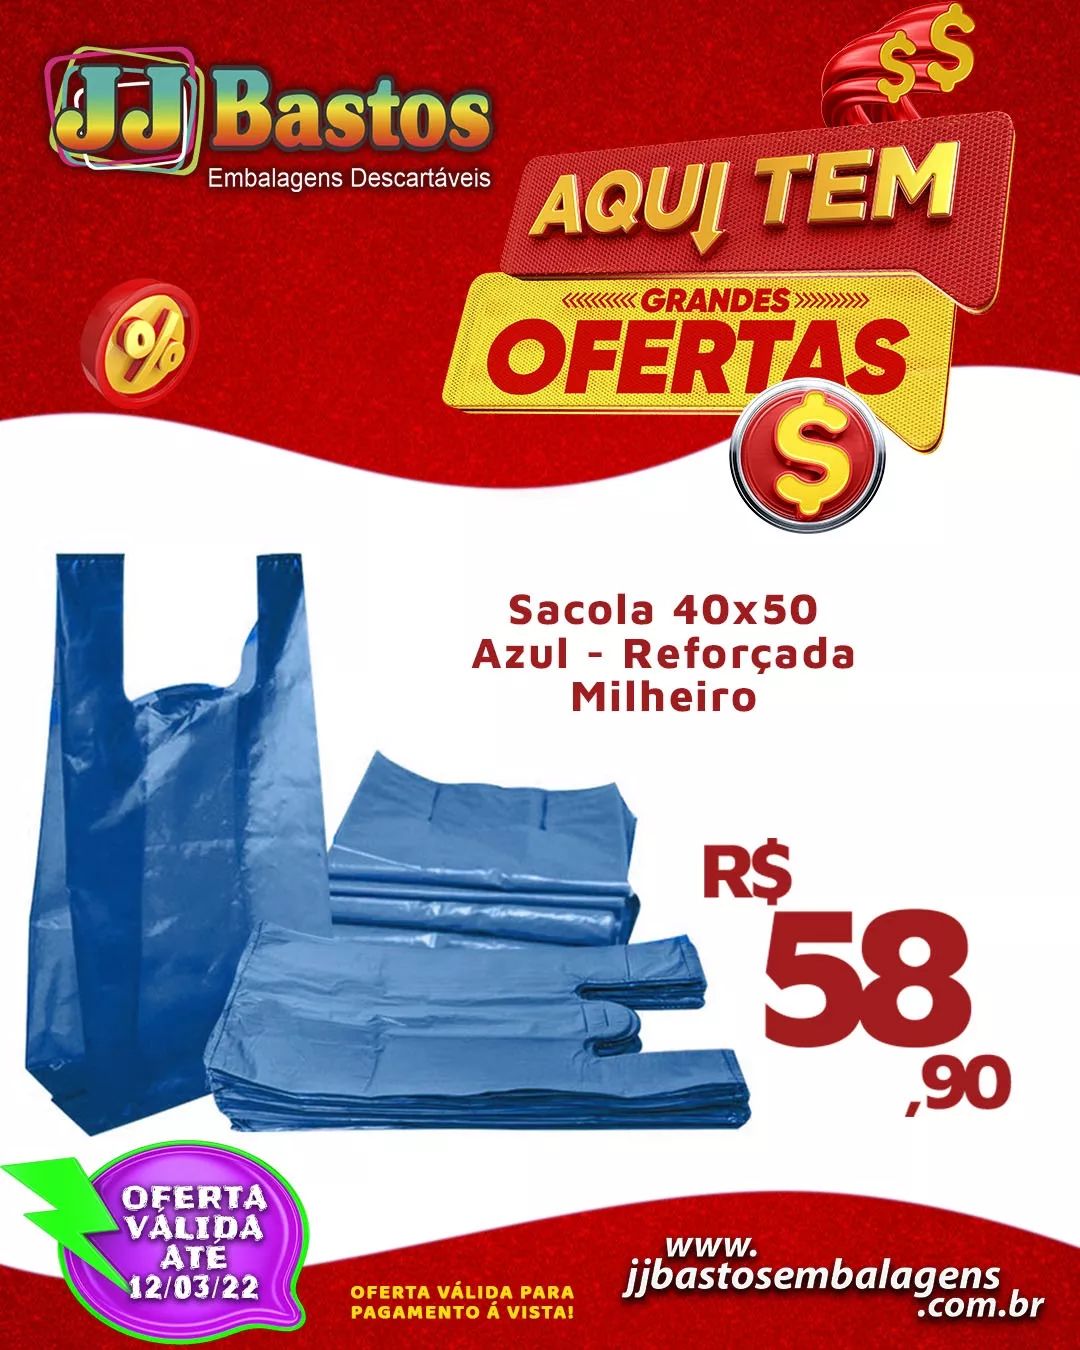 JJ Bastos
Embalagens Descartáveis
$ $
AQUI TEM
GRANDES
OFERTAS
$
%
Sacola 40x50
Azul - Reforçada
Milheiro
R$
58
,90
OFERTA
VÁLIDA
ATÉ
12/03/22
OFERTA VÁLIDA PARA
PAGAMENTO Á VISTA!
www.
jjbastosembalagens
.com.br